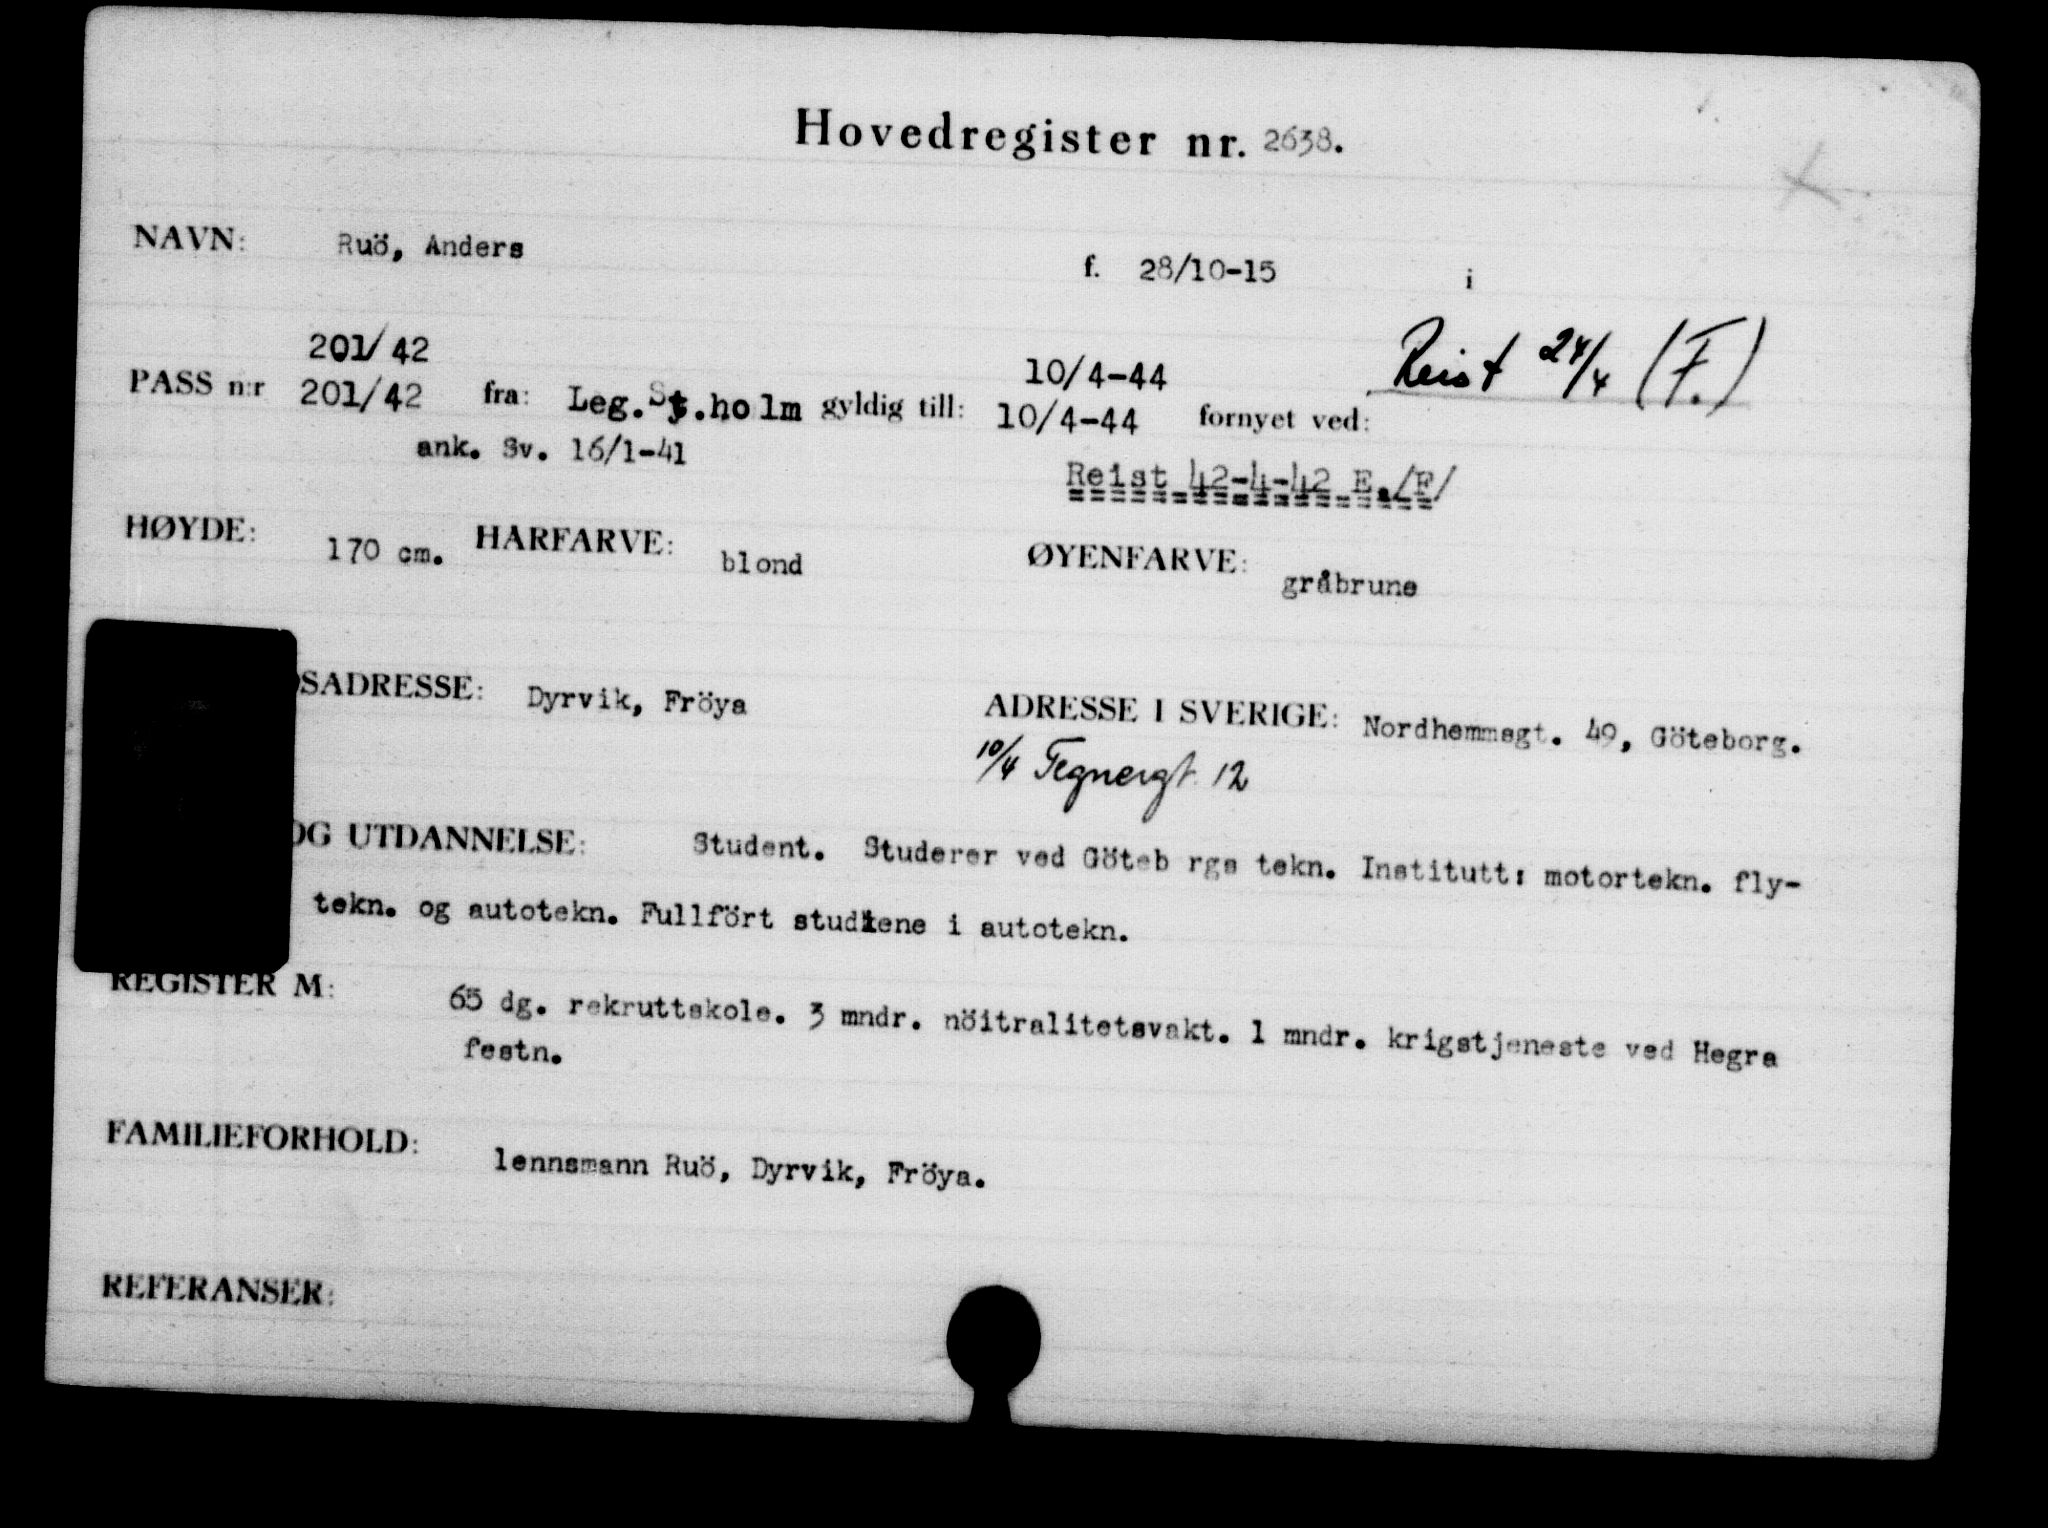 Hovedregister nr. 2638.
NAVN: Ruö, Anders f. 28/10-15 i
201/42 10/4-44 Reist 24/4 (F.)
PASS n:r 201/42 fra: Leg.St.holm gyldig till: 10/4-44 fornyet ved:
ank. Sv. 16/1-41
Reist 42-4-42 E./F/
HØYDE: 170 cm. HARFARVE: blond ØYENFARVE: gråbrune
SADRESSE: Dyrvik, Fröya ADRESSE I SVERIGE: Nordhemmsgt. 49, Göteborg.
10/4 Tegnergt. 12
OG UTDANNELSE: Student. Studerer ved Göteb rgs tekn. Institutt: motortekn. fly-
tekn. og autotekn. Fullfört studiene i autotekn.
REGISTER M: 65 dg. rekruttskole. 3 mndr. nöitralitetsvakt. 1 mndr. krigstjeneste ved Hegra
festn.
FAMILIEFORHOLD: lennsmann Ruö, Dyrvik, Fröya.
REFERANSER: